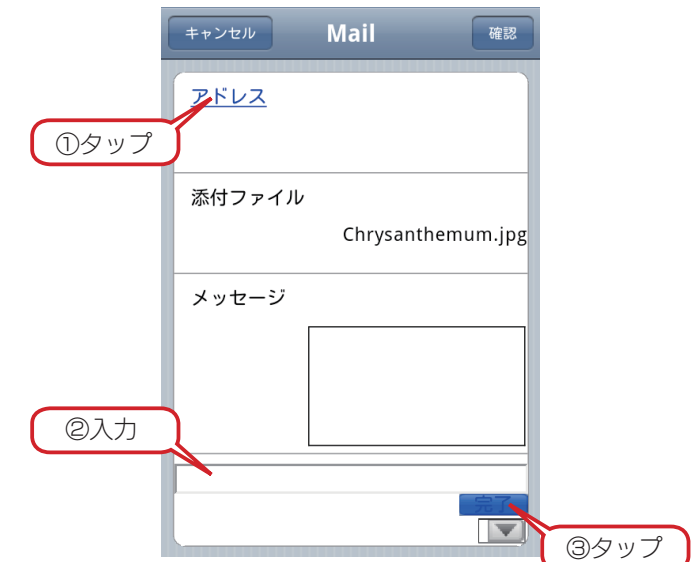 キャンセル Mail 確認
アドレス
①タップ
添付ファイル
Chrysanthemum.jpg
メッセージ
②入力
完了
③タップ